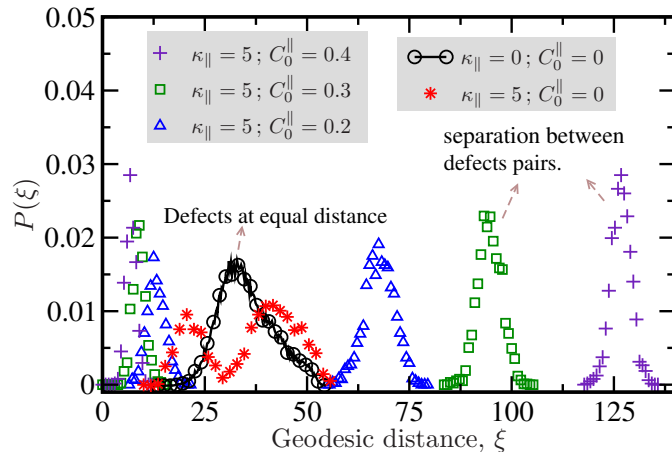 0.05
0.04
0.03
0.02
0.01
0
P(ξ)
κ∥ = 5 ; C₀^∥ = 0.4
κ∥ = 5 ; C₀^∥ = 0.3
κ∥ = 5 ; C₀^∥ = 0.2
κ∥ = 0 ; C₀^∥ = 0
κ∥ = 5 ; C₀^∥ = 0
separation between
defects pairs.
Defects at equal distance
0 25 50 75 100 125
Geodesic distance, ξ